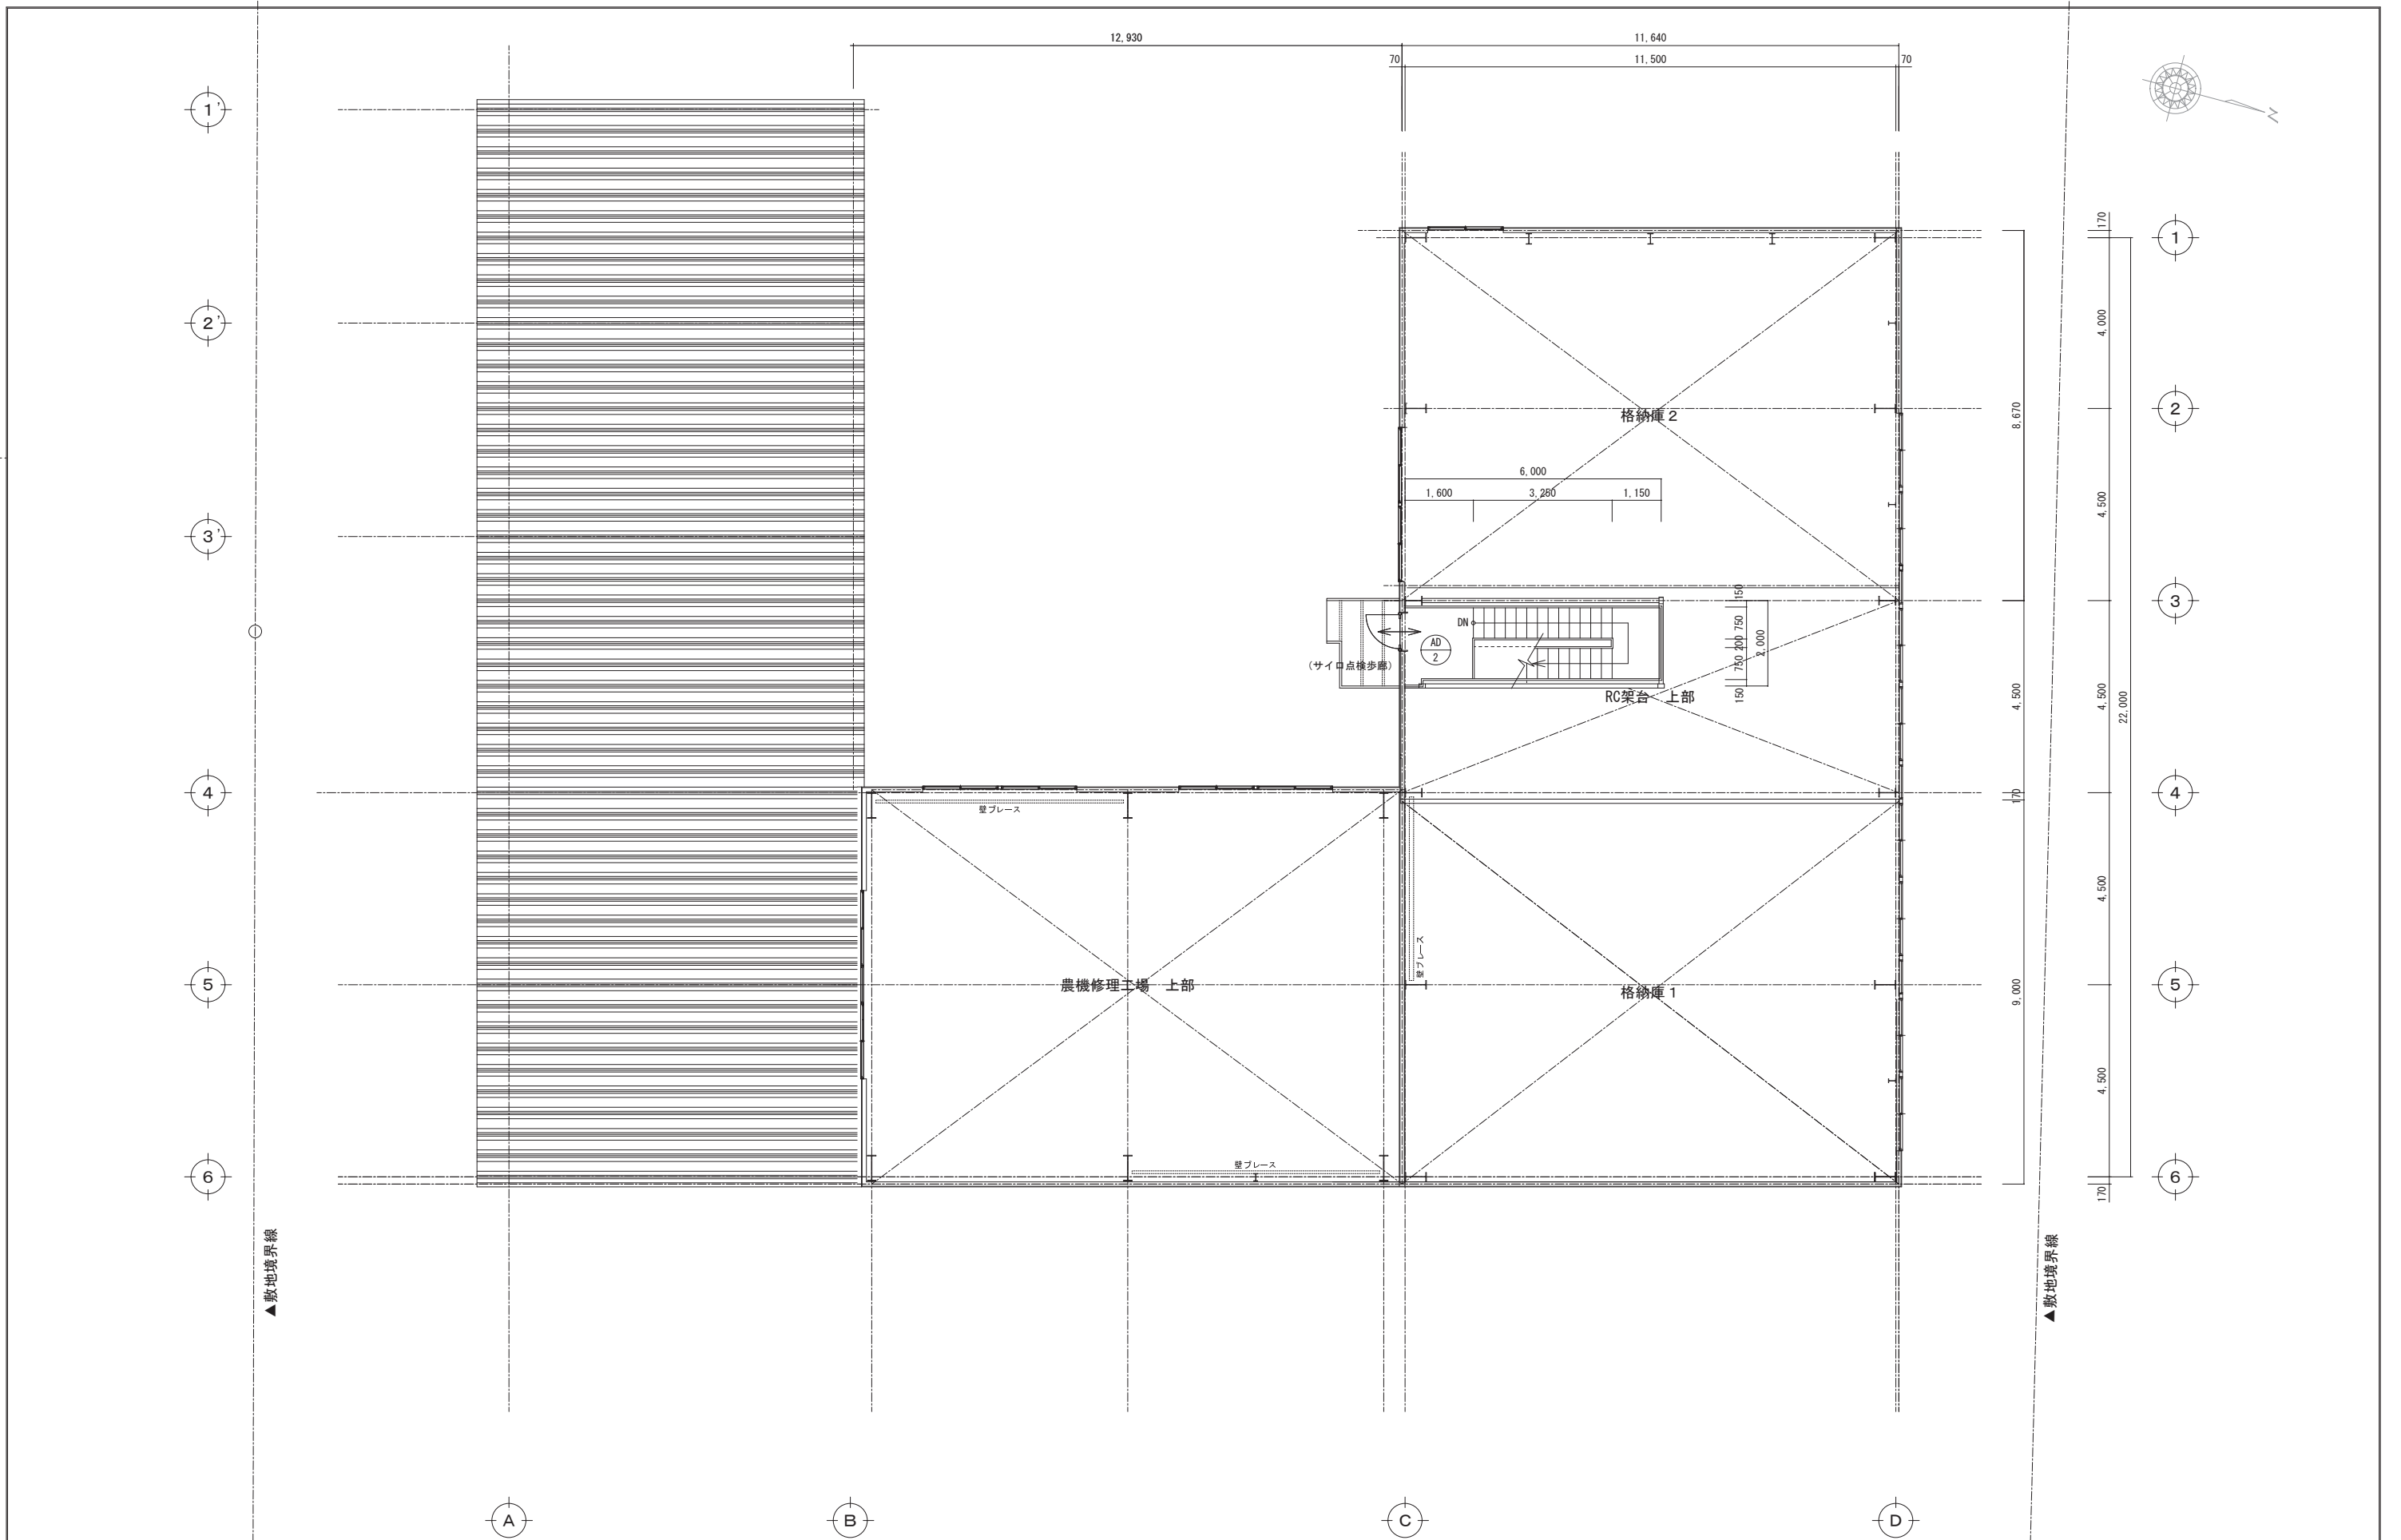 12,930
11,640
70
11,500
70
N
1'
170
1
2'
4,000
8,670
2
格納庫2
6,000
1,600
3,250
1,150
4,500
3'
150
3
DN
750
AD
2
200
2,000
(サイロ点検歩廊)
750
150
RC架台 上部
4,500
4,500
22,000
4
壁ブレース
170
4
4,500
壁ブレース
5
農機修理工場 上部
格納庫1
9,000
5
4,500
壁ブレース
6
170
6
▲敷地境界線
▲敷地境界線
A
B
C
D